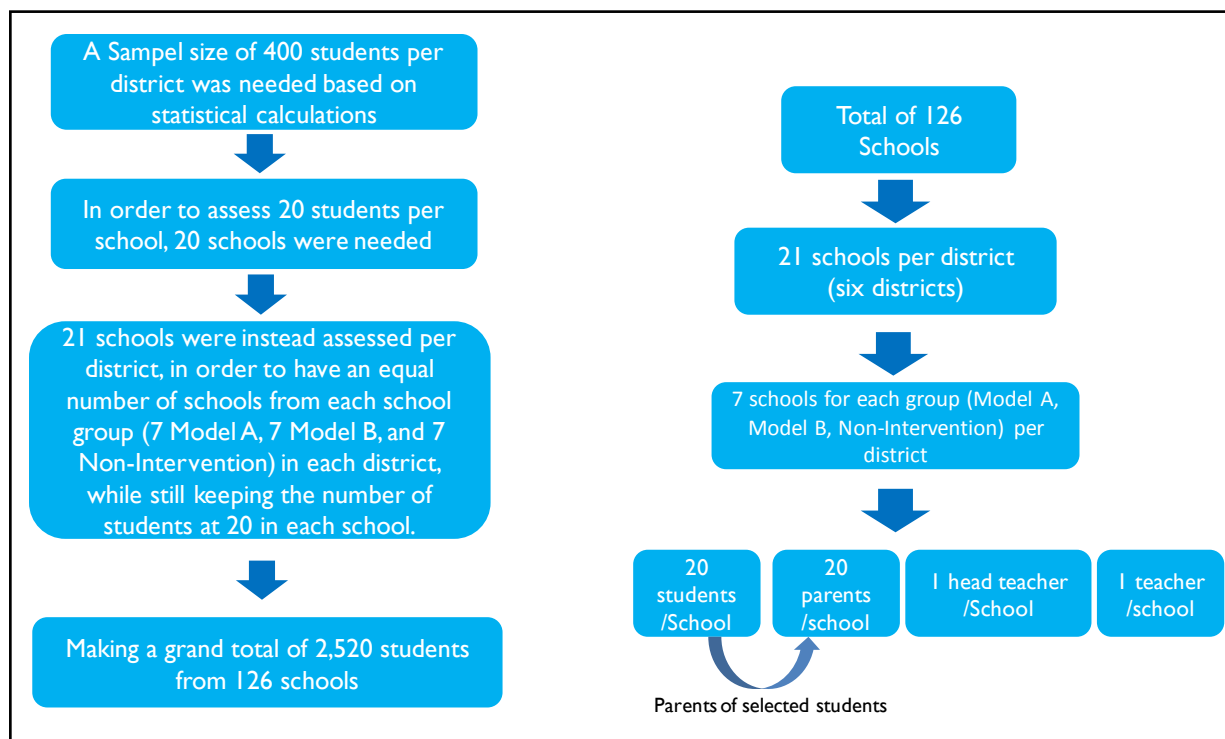 A Sampel size of 400 students per
district was needed based on
statistical calculations
In order to assess 20 students per
school, 20 schools were needed
21 schools were instead assessed per
district, in order to have an equal
number of schools from each school
group (7 Model A, 7 Model B, and 7
Non-Intervention) in each district,
while still keeping the number of
students at 20 in each school.
Making a grand total of 2,520 students
from 126 schools
Total of 126
Schools
21 schools per district
(six districts)
7 schools for each group (Model A,
Model B, Non-Intervention) per
district
20
students
/School
20
parents
/school
1 head teacher
/School
1 teacher
/school
Parents of selected students